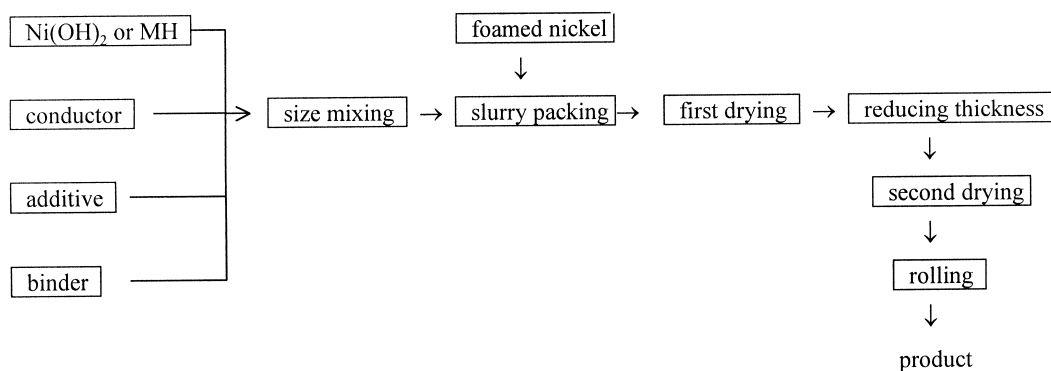 Ni(OH)₂ or MH
conductor
additive
binder
size mixing
foamed nickel
slurry packing
first drying
reducing thickness
second drying
rolling
product